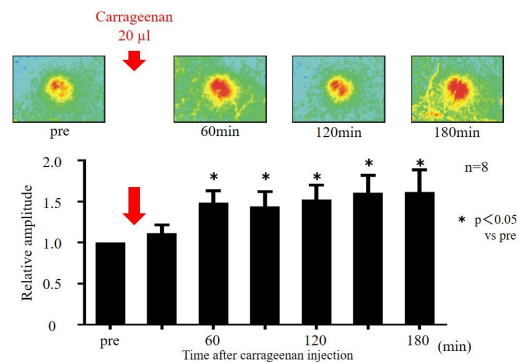 Carrageenan
20 µl
pre
60min
120min
180min
2.0
1.5
1.0
0.5
0
Relative amplitude
* * * * *
n=8
* p<0.05
vs pre
pre 60 120 180 (min)
Time after carrageenan injection